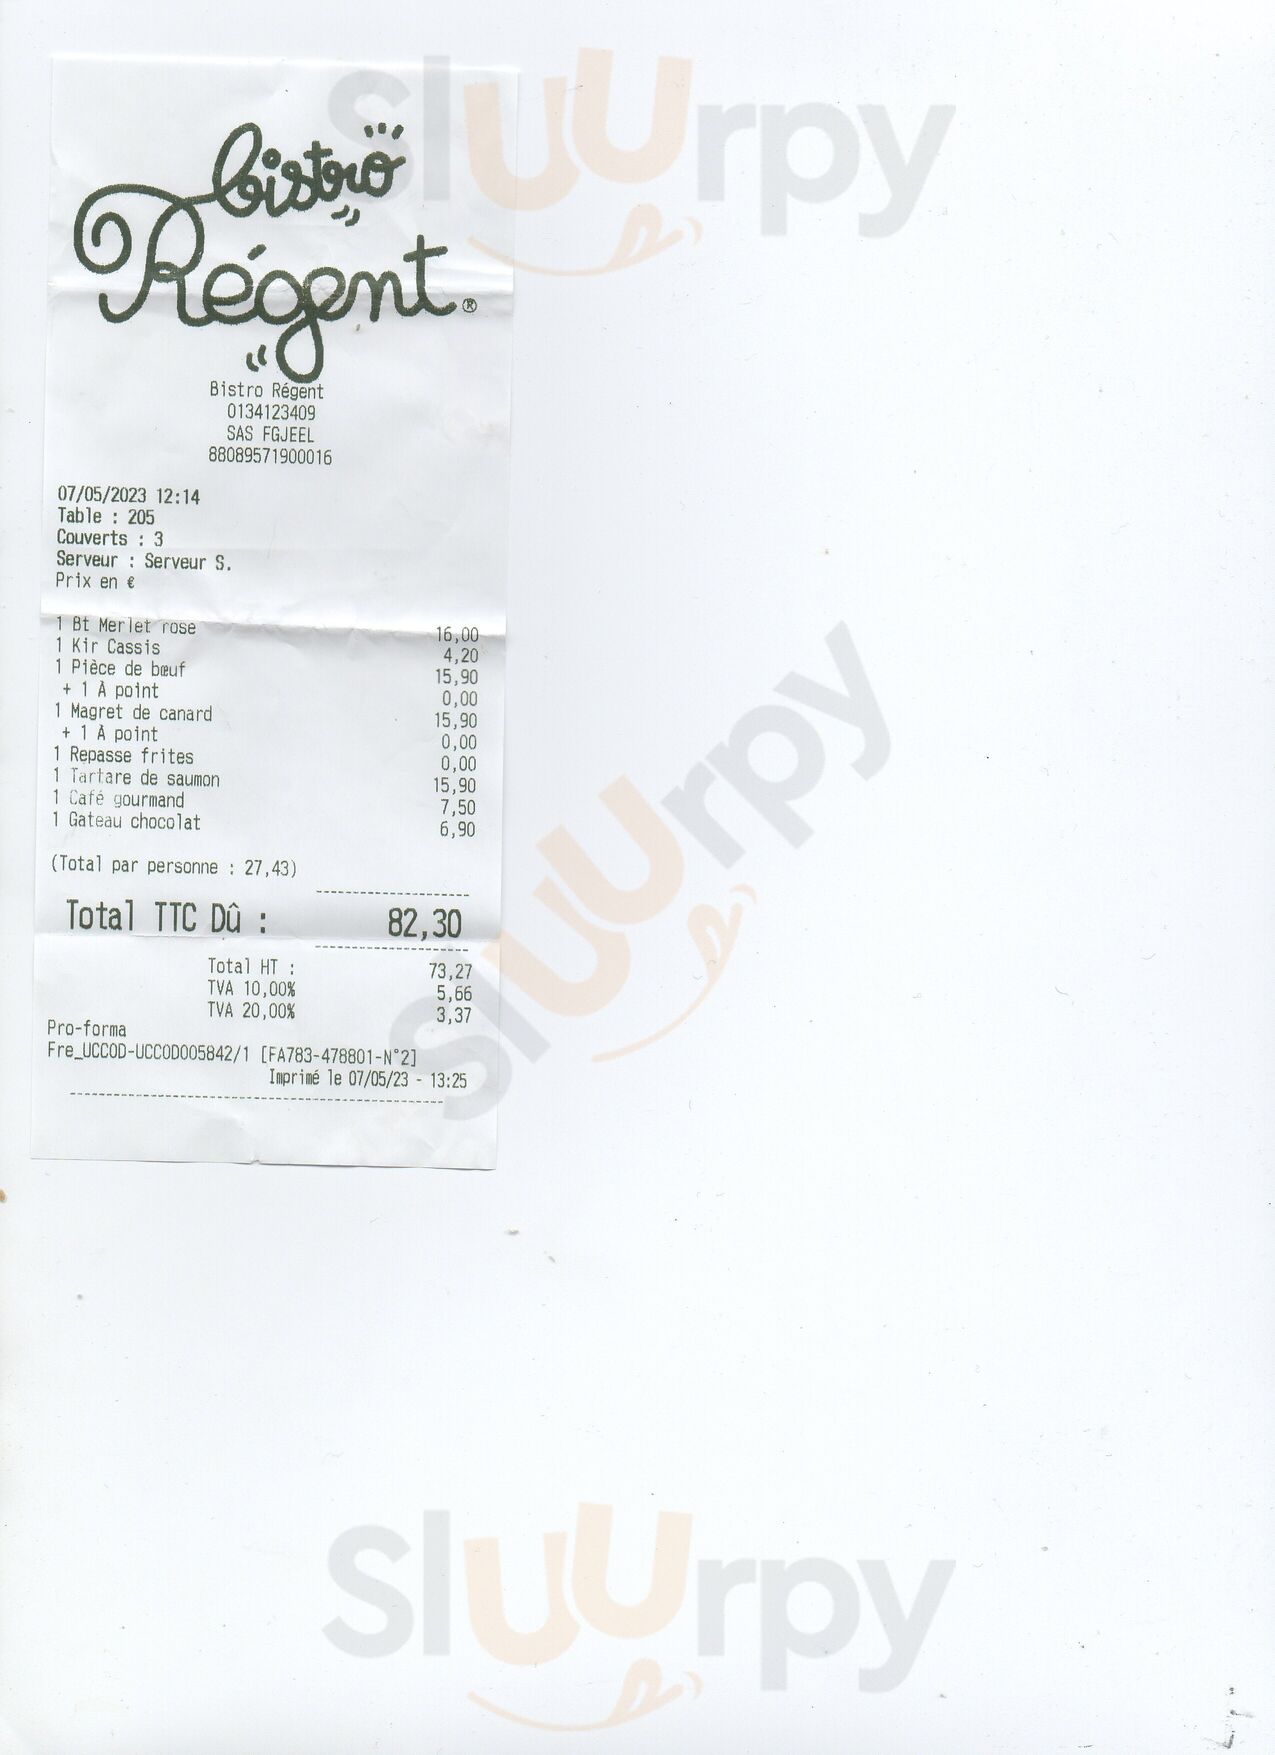 sluurpy
bistro
Régent®
Bistro Régent
0134123409
SAS FGJEEL
88089571900016
07/05/2023 12:14
Table : 205
Couverts : 3
Serveur : Serveur S.
Prix en €
1 Bt Merlet rose 16,00
1 Kir Cassis 4,20
1 Pièce de bœuf 15,90
+ 1 À point 0,00
1 Magret de canard 15,90
+ 1 À point 0,00
1 Repasse frites 0,00
1 Tartare de saumon 15,90
1 Café gourmand 7,50
1 Gateau chocolat 6,90
(Total par personne : 27,43)
Total TTC Dû : 82,30
Total HT : 73,27
TVA 10,00% 5,66
TVA 20,00% 3,37
Pro-forma
Fre_UCCOD-UCCOD005842/1 [FA783-478801-N°2]
Imprimé le 07/05/23 - 13:25
sluurpy
sluurpy